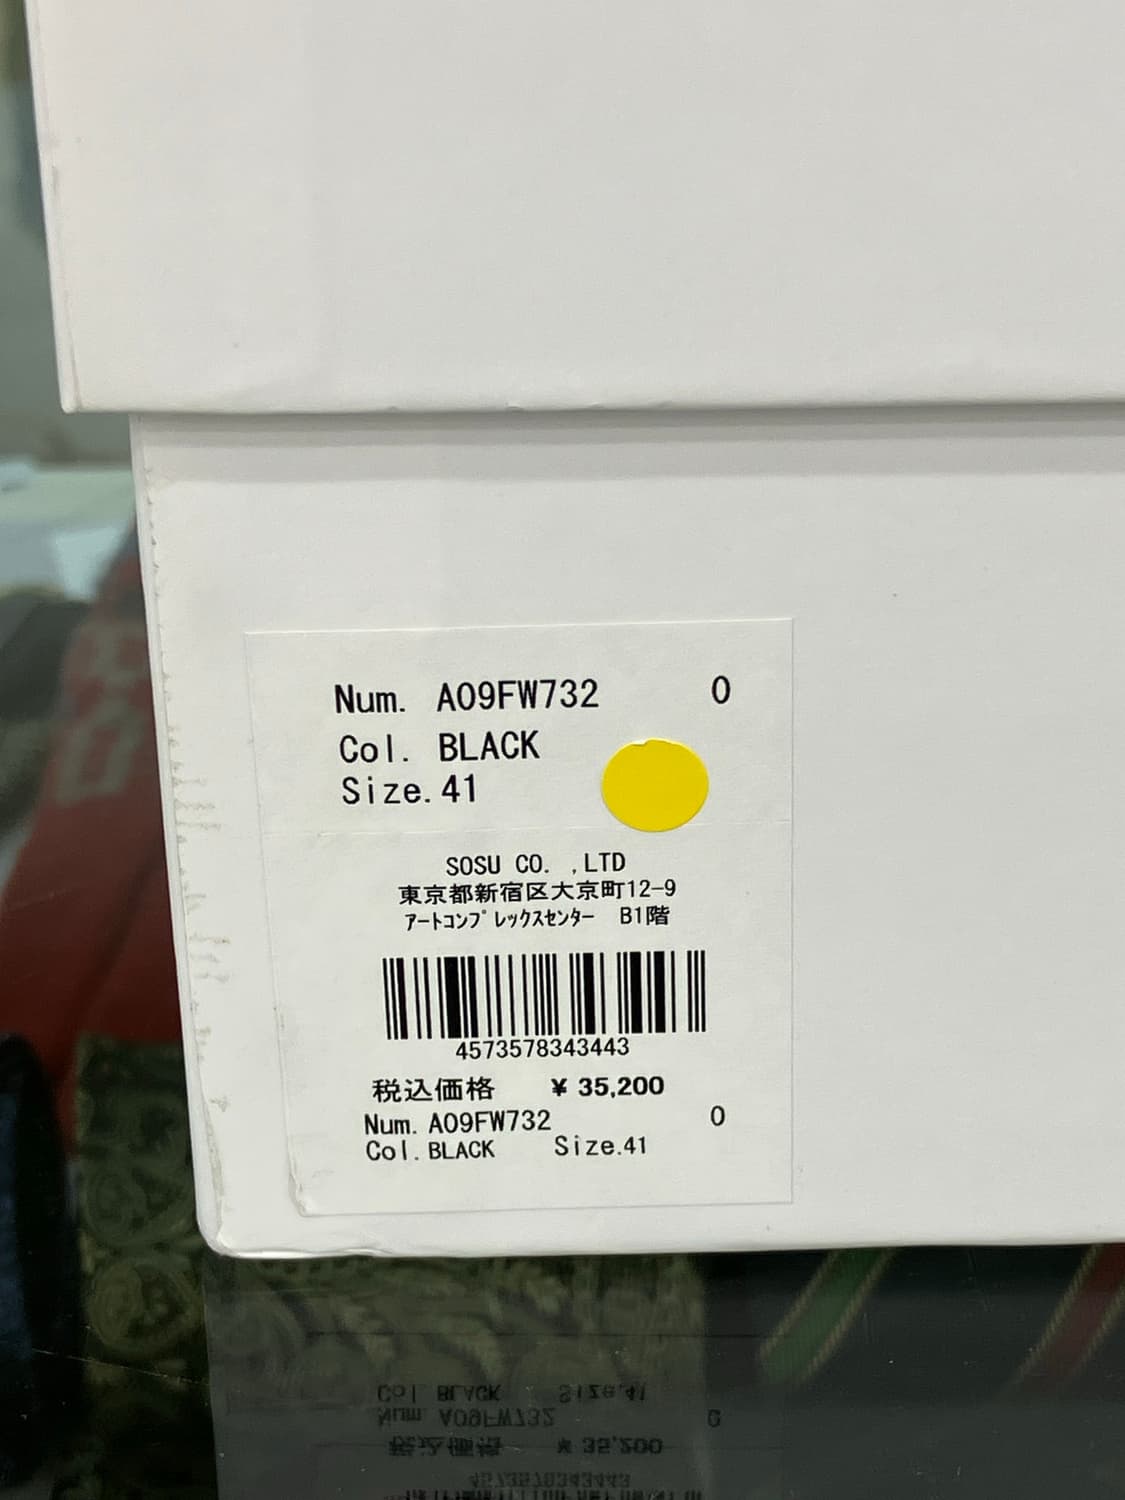 Num. A09FW732 0
Col. BLACK
Size. 41
SOSU CO. ,LTD
東京都新宿区大京町12-9
ｱｰﾄｺﾝﾌﾟﾚｯｸｽｾﾝﾀｰ B1階
4573578343443
税込価格 ¥ 35,200
Num. A09FW732 0
Col. BLACK Size.41